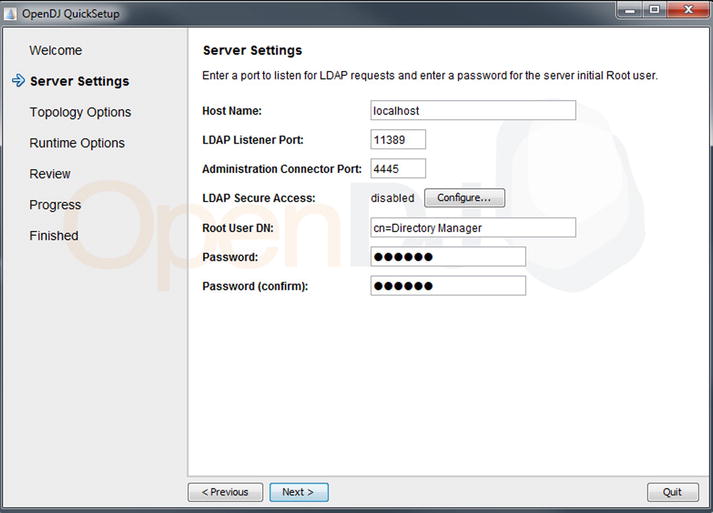 OpenDJ QuickSetup
Welcome
Server Settings
Topology Options
Runtime Options
Review
Progress
Finished
OpenDJ
Server Settings
Enter a port to listen for LDAP requests and enter a password for the server initial Root user.
Host Name: localhost
LDAP Listener Port: 11389
Administration Connector Port: 4445
LDAP Secure Access: disabled Configure...
Root User DN: cn=Directory Manager
Password: ●●●●●●
Password (confirm): ●●●●●●
< Previous Next > Quit